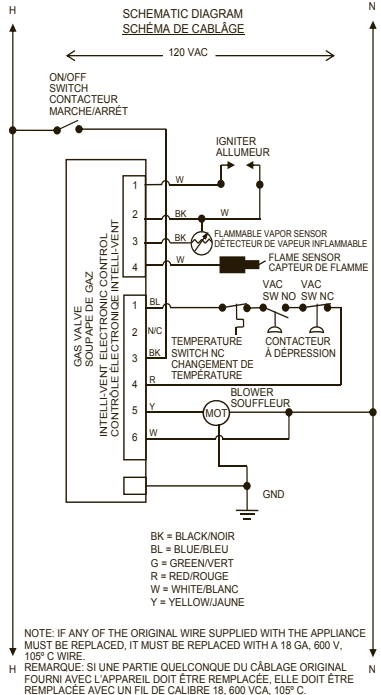 H
N
SCHEMATIC DIAGRAM
SCHÉMA DE CABLÂGE
120 VAC
ON/OFF
SWITCH
CONTACTEUR
MARCHE/ARRÉT
IGNITER
ALLUMEUR
GAS VALVE
SOUPAPE DE GAZ
INTELLI-VENT ELECTRONIC CONTROL
CONTRÔLE ÉLECTRONIQE INTELLI-VENT
1
W
2
BK
W
3
BK
FLAMMABLE VAPOR SENSOR
DÉTECTEUR DE VAPEUR INFLAMMABLE
4
W
FLAME SENSOR
CAPTEUR DE FLAMME
1
BL
VAC
SW NO
VAC
SW NC
2
N/C
TEMPERATURE
SWITCH NC
CHANGEMENT DE
TEMPÉRATURE
CONTACTEUR
À DÉPRESSION
3
BK
4
R
BLOWER
SOUFFLEUR
5
Y
MOT
6
W
GND
BK = BLACK/NOIR
BL = BLUE/BLEU
G = GREEN/VERT
R = RED/ROUGE
W = WHITE/BLANC
Y = YELLOW/JAUNE
NOTE: IF ANY OF THE ORIGINAL WIRE SUPPLIED WITH THE APPLIANCE
MUST BE REPLACED, IT MUST BE REPLACED WITH A 18 GA, 600 V,
105º C WIRE.
REMARQUE: SI UNE PARTIE QUELCONQUE DU CÂBLAGE ORIGINAL
FOURNI AVEC L'APPAREIL DOIT ÊTRE REMPLACÉE, ELLE DOIT ÊTRE
REMPLACÉE AVEC UN FIL DE CALIBRE 18, 600 VCA, 105º C.
H
N